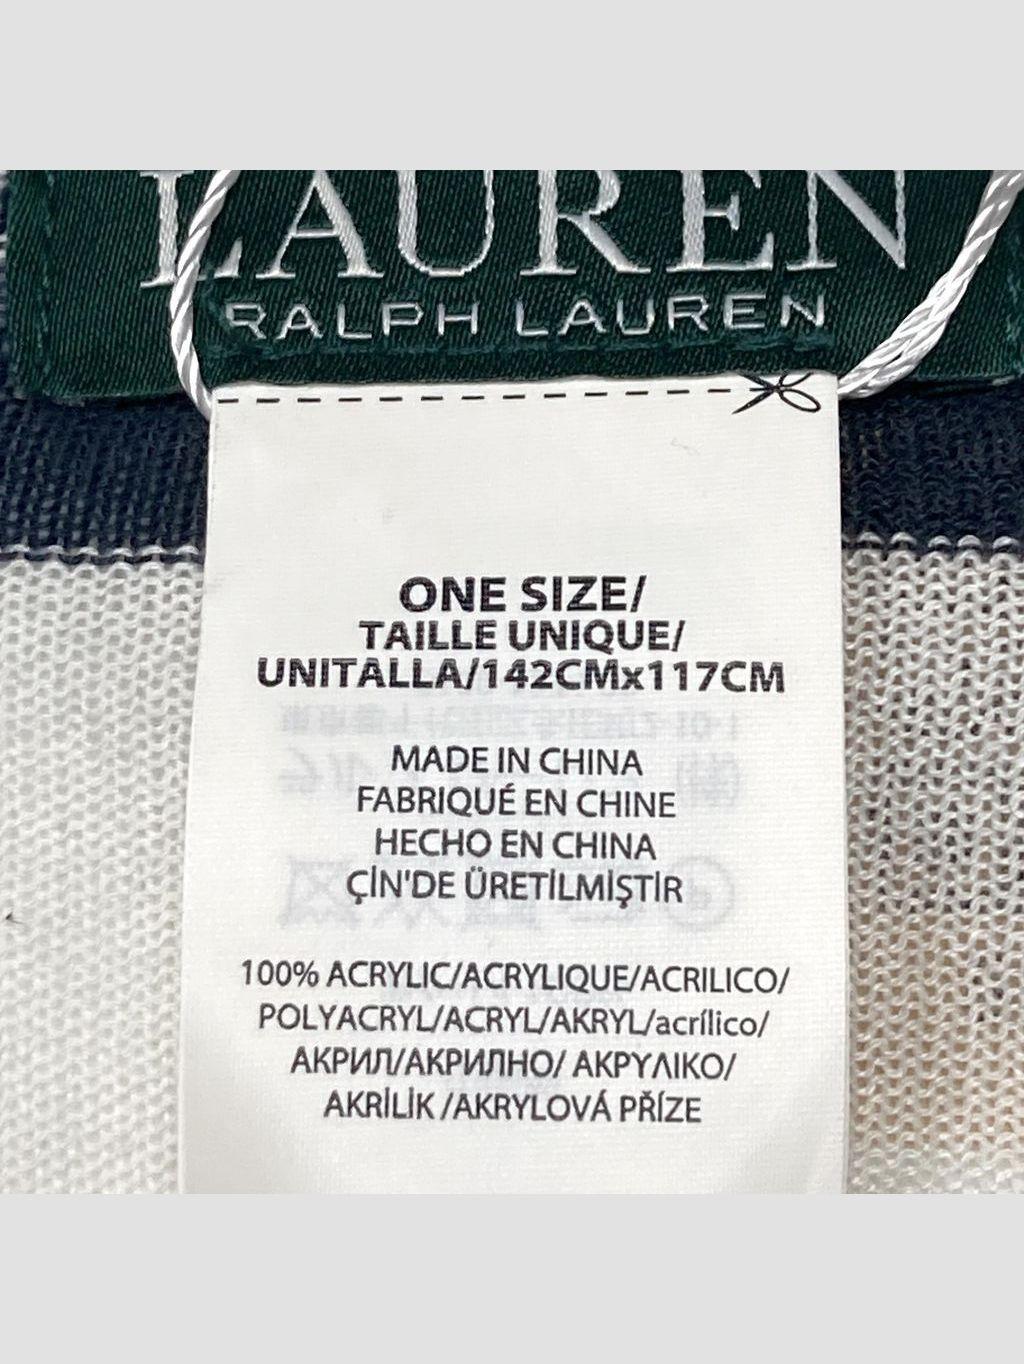 LAUREN
RALPH LAUREN
ONE SIZE/
TAILLE UNIQUE/
UNITALLA/142CMx117CM
MADE IN CHINA
FABRIQUÉ EN CHINE
HECHO EN CHINA
ÇİN'DE ÜRETİLMİŞTİR
100% ACRYLIC/ACRYLIQUE/ACRILICO/
POLYACRYL/ACRYL/AKRYL/acrílico/
АКРИЛ/АКРИЛНО/ ΑΚΡΥΛΙΚΟ/
AKRİLİK /AKRYLOVÁ PŘÍZE